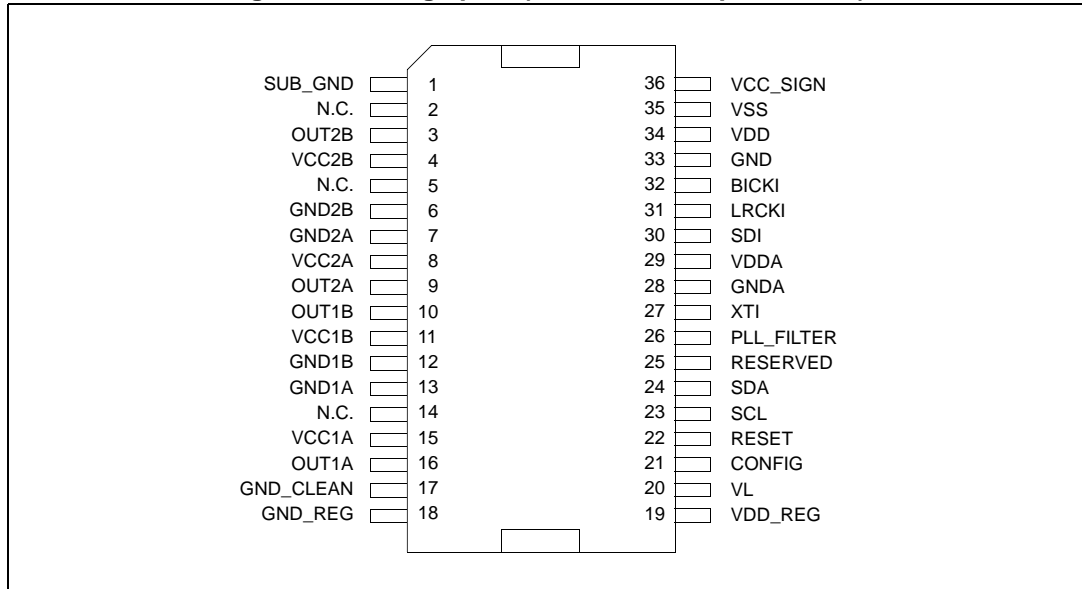 SUB_GND 1 36 VCC_SIGN
N.C. 2 35 VSS
OUT2B 3 34 VDD
VCC2B 4 33 GND
N.C. 5 32 BICKI
GND2B 6 31 LRCKI
GND2A 7 30 SDI
VCC2A 8 29 VDDA
OUT2A 9 28 GNDA
OUT1B 10 27 XTI
VCC1B 11 26 PLL_FILTER
GND1B 12 25 RESERVED
GND1A 13 24 SDA
N.C. 14 23 SCL
VCC1A 15 22 RESET
OUT1A 16 21 CONFIG
GND_CLEAN 17 20 VL
GND_REG 18 19 VDD_REG